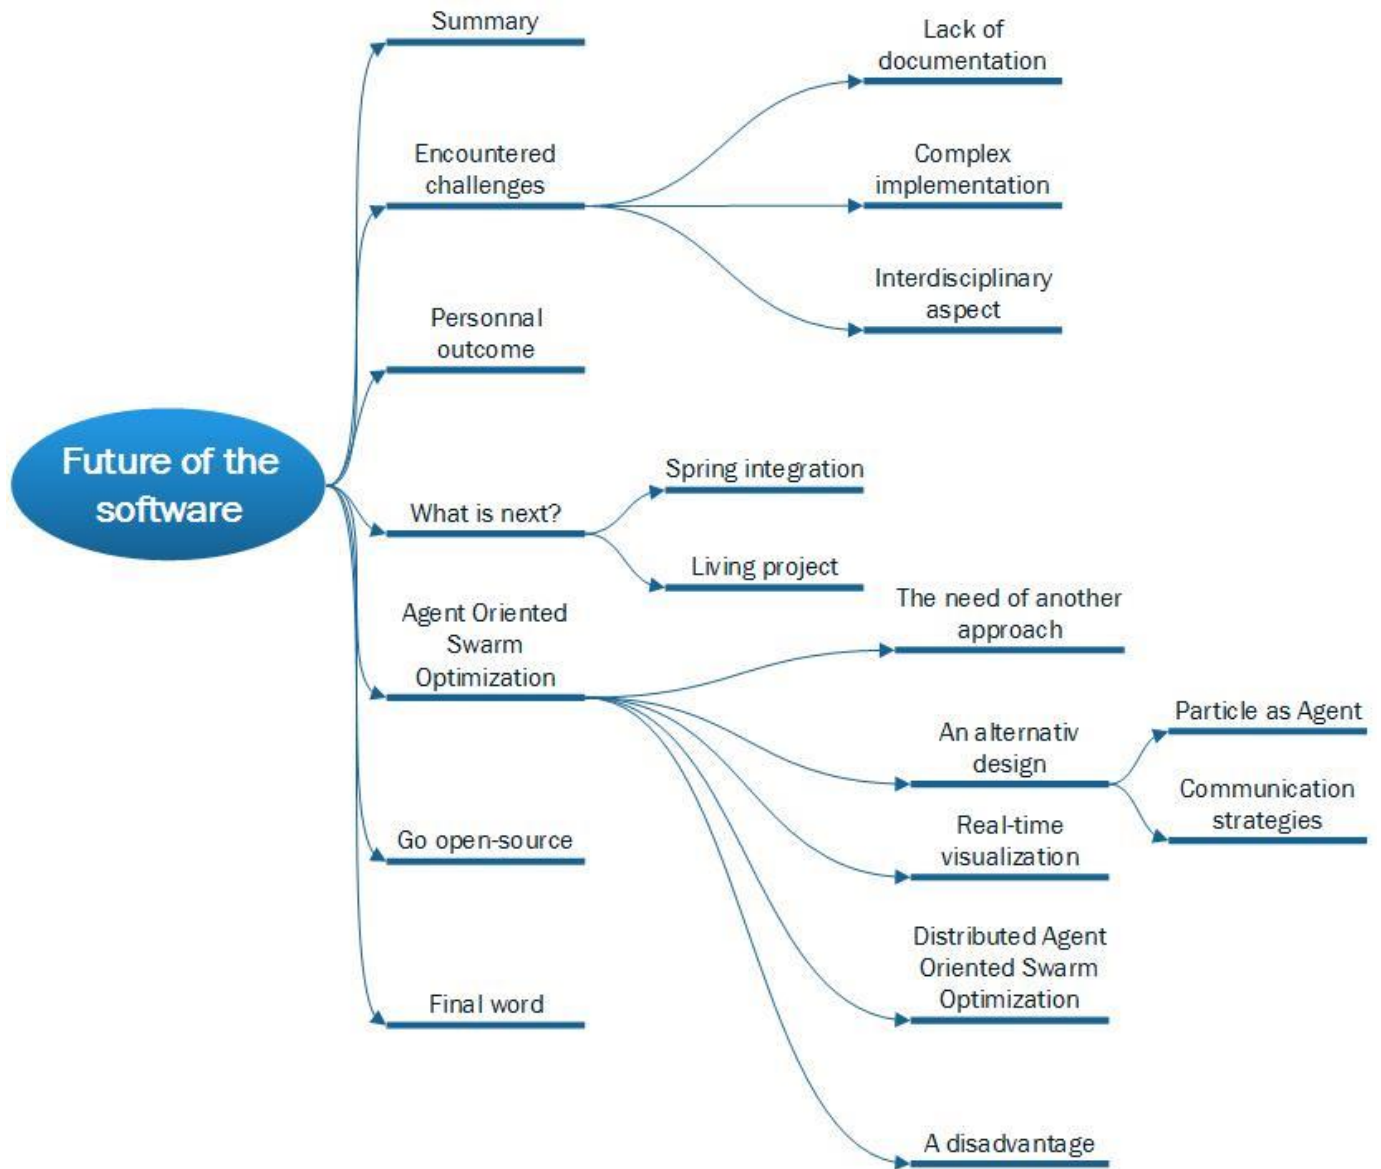 Future of the
software
Summary
Encountered
challenges
Lack of
documentation
Complex
implementation
Interdisciplinary
aspect
Personnal
outcome
What is next?
Spring integration
Living project
Agent Oriented
Swarm
Optimization
The need of another
approach
An alternativ
design
Particle as Agent
Communication
strategies
Real-time
visualization
Distributed Agent
Oriented Swarm
Optimization
A disadvantage
Go open-source
Final word